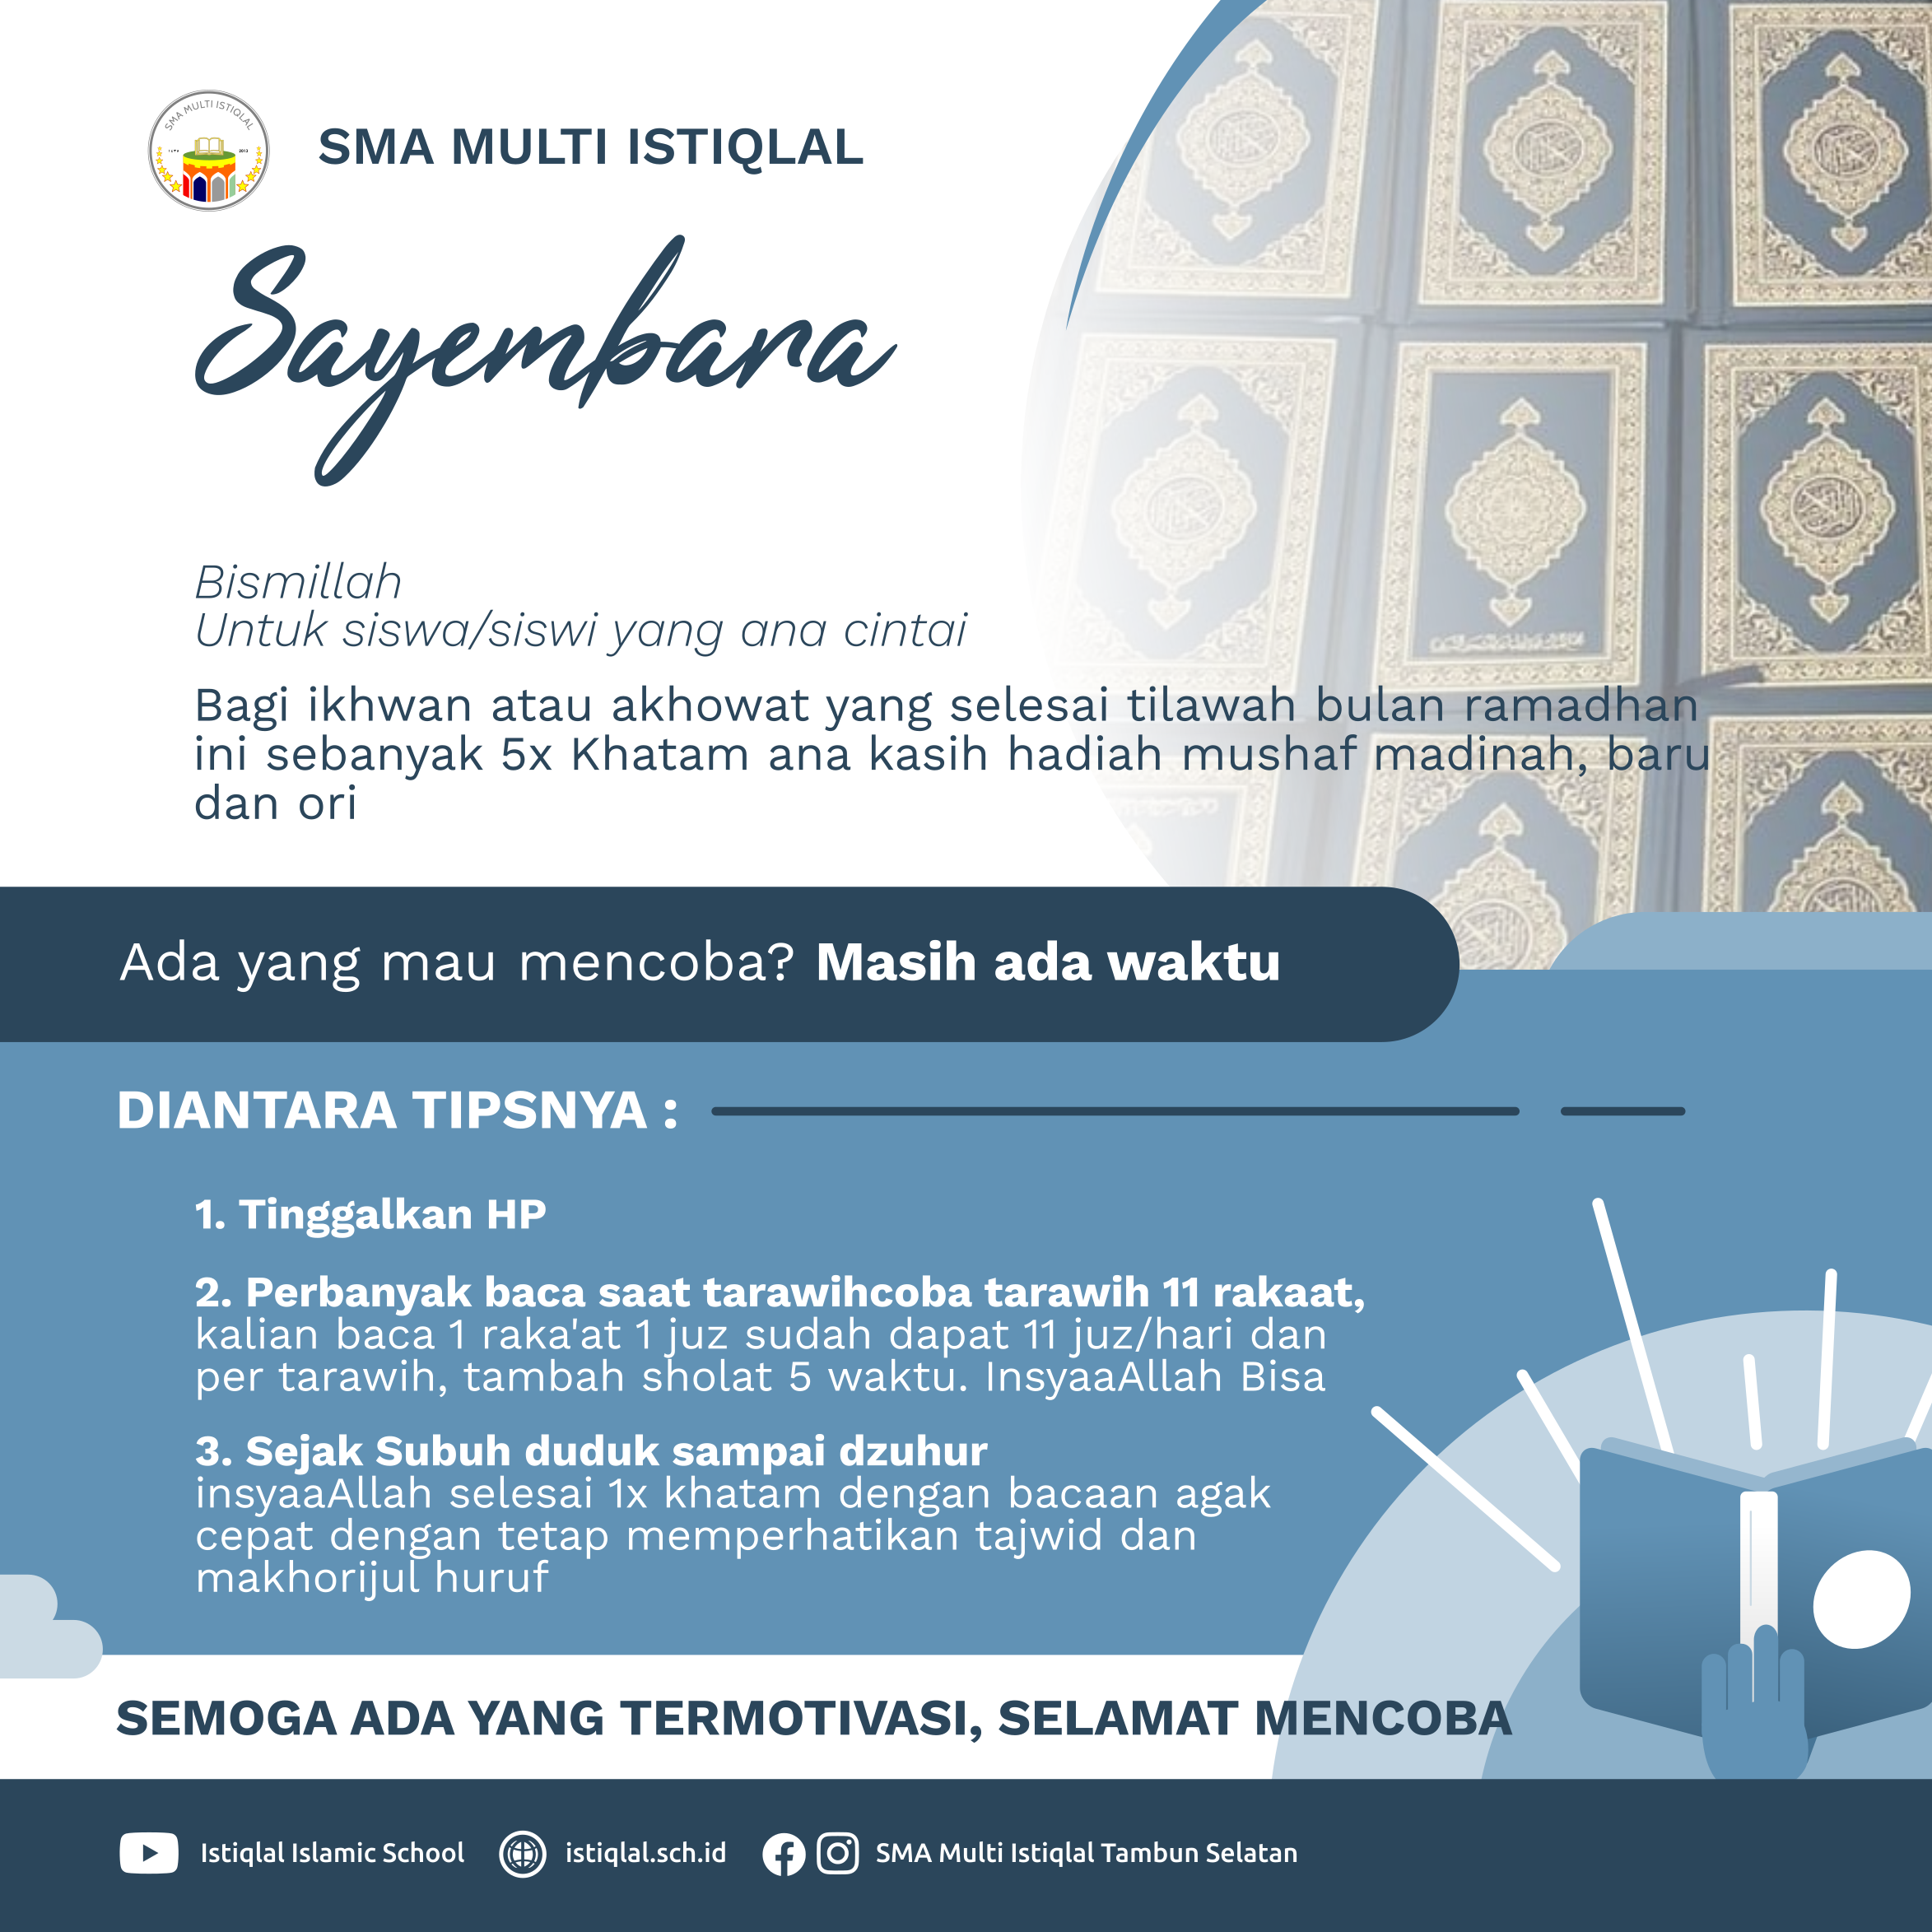 SMA MULTI ISTIQLAL
2013
SMA MULTI ISTIQLAL
Sayembara
Bismillah
Untuk siswa/siswi yang ana cintai
Bagi ikhwan atau akhowat yang selesai tilawah bulan ramadhan
ini sebanyak 5x Khatam ana kasih hadiah mushaf madinah, baru
dan ori
Ada yang mau mencoba? Masih ada waktu
DIANTARA TIPSNYA :
1. Tinggalkan HP
2. Perbanyak baca saat tarawihcoba tarawih 11 rakaat,
kalian baca 1 raka'at 1 juz sudah dapat 11 juz/hari dan
per tarawih, tambah sholat 5 waktu. InsyaaAllah Bisa
3. Sejak Subuh duduk sampai dzuhur
insyaaAllah selesai 1x khatam dengan bacaan agak
cepat dengan tetap memperhatikan tajwid dan
makhorijul huruf
SEMOGA ADA YANG TERMOTIVASI, SELAMAT MENCOBA
Istiqlal Islamic School
istiqlal.sch.id
SMA Multi Istiqlal Tambun Selatan